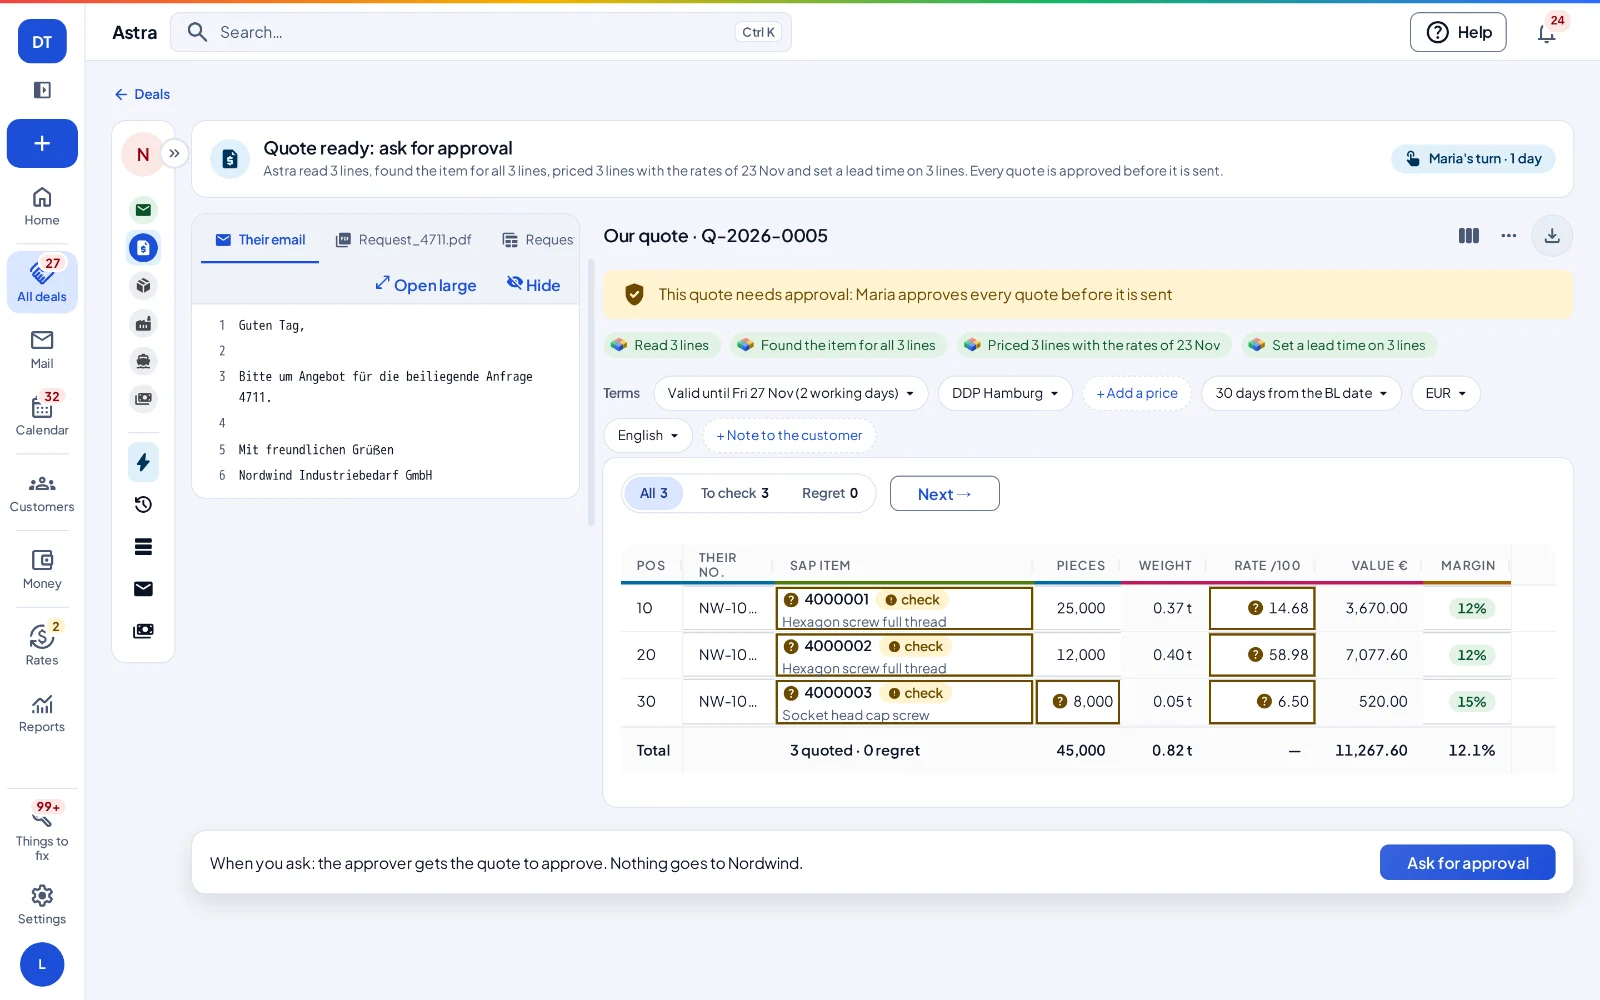 DT
Astra
Search...
Ctrl K
Help
24
Deals
Home
27
All deals
Mail
32
Calendar
Customers
Money
2
Rates
Reports
99+
Things to
fix
Settings
L
N
Quote ready: ask for approval
Astra read 3 lines, found the item for all 3 lines, priced 3 lines with the rates of 23 Nov and set a lead time on 3 lines. Every quote is approved before it is sent.
Maria's turn · 1 day
Their email
Request_4711.pdf
Reques
Open large
Hide
1 Guten Tag,
2
3 Bitte um Angebot für die beiliegende Anfrage
4711.
4
5 Mit freundlichen Grüßen
6 Nordwind Industriebedarf GmbH
Our quote · Q-2026-0005
This quote needs approval: Maria approves every quote before it is sent
Read 3 lines
Found the item for all 3 lines
Priced 3 lines with the rates of 23 Nov
Set a lead time on 3 lines
Terms
Valid until Fri 27 Nov (2 working days)
DDP Hamburg
+ Add a price
30 days from the BL date
EUR
English
+ Note to the customer
All 3
To check 3
Regret 0
Next →
POS THEIR NO. SAP ITEM PIECES WEIGHT RATE /100 VALUE € MARGIN
10 NW-10... 4000001 check 25,000 0.37 t 14.68 3,670.00 12%
Hexagon screw full thread
20 NW-10... 4000002 check 12,000 0.40 t 58.98 7,077.60 12%
Hexagon screw full thread
30 NW-10... 4000003 check 8,000 0.05 t 6.50 520.00 15%
Socket head cap screw
Total 3 quoted · 0 regret 45,000 0.82 t — 11,267.60 12.1%
When you ask: the approver gets the quote to approve. Nothing goes to Nordwind.
Ask for approval